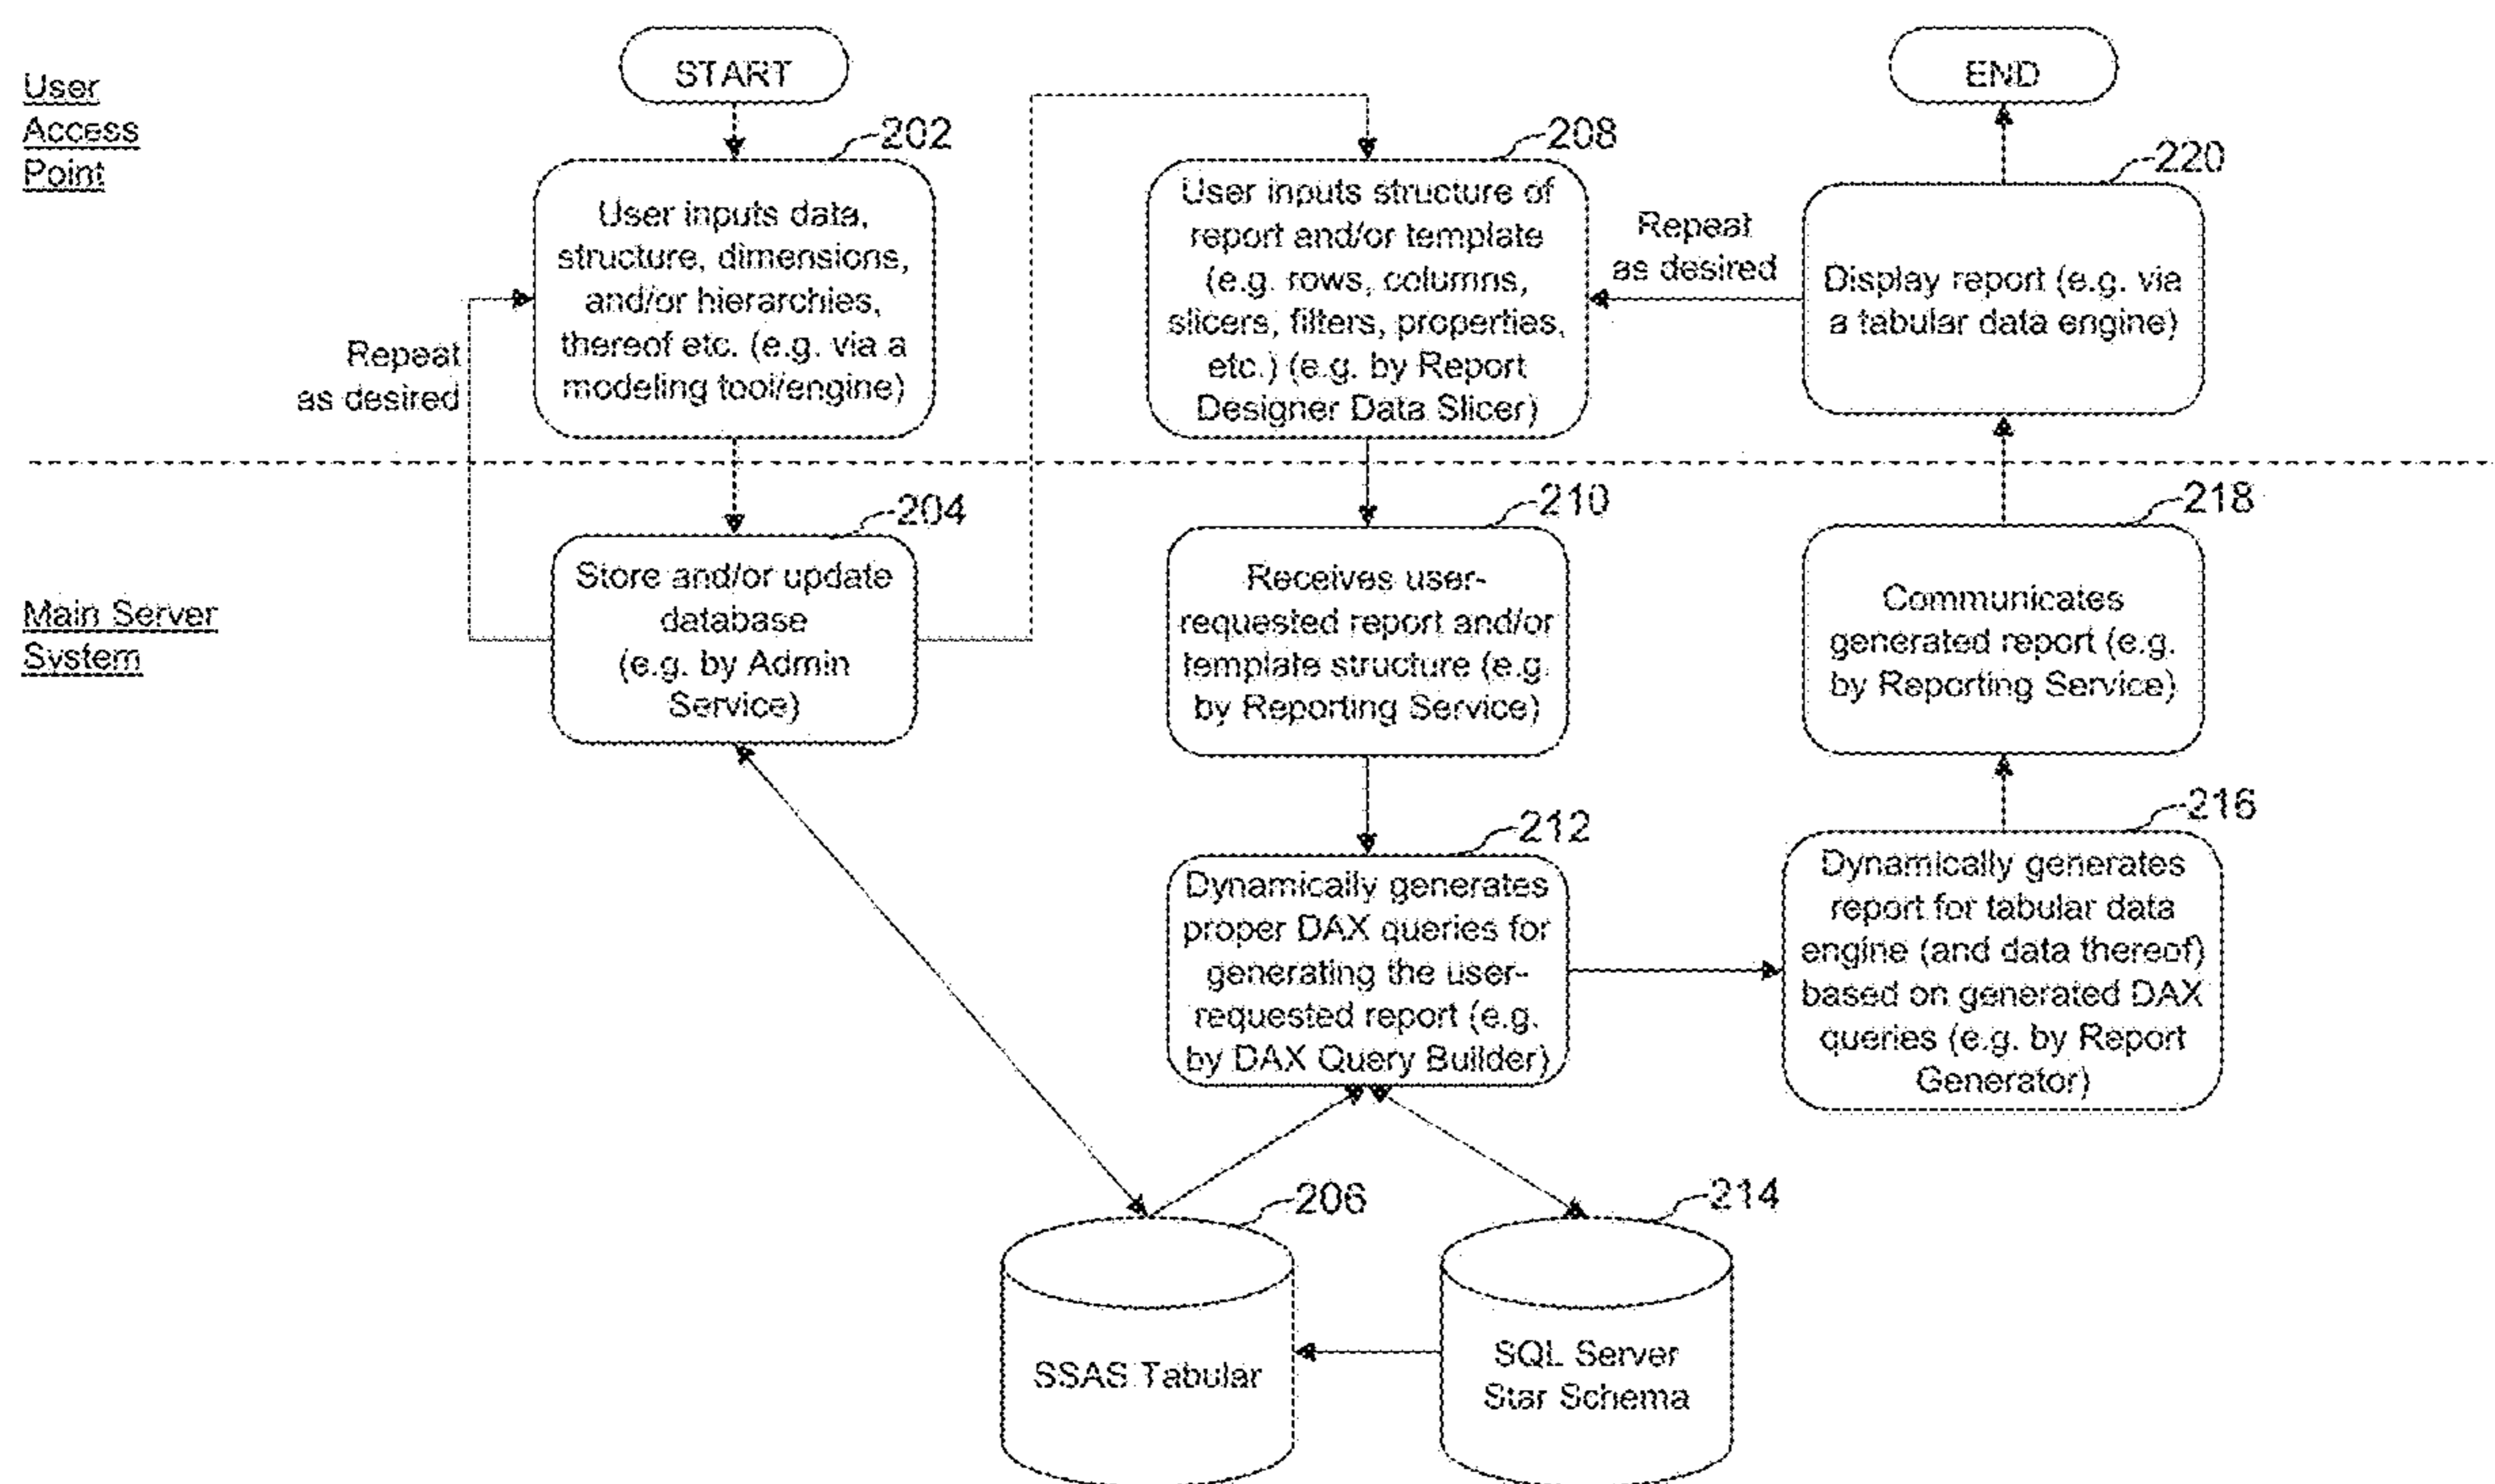 User
Access
Point
START
202
User inputs data,
structure, dimensions,
and/or hierarchies,
thereof etc. (e.g. via a
modeling tool/engine)
Repeat
as desired
208
User inputs structure of
report and/or template
(e.g. rows, columns,
slicers, filters, properties,
etc.) (e.g. by Report
Designer Data Slicer)
Repeat
as desired
END
220
Display report (e.g. via
a tabular data engine)
Main Server
System
204
Store and/or update
database
(e.g. by Admin
Service)
210
Receives user-
requested report and/or
template structure (e.g.
by Reporting Service)
218
Communicates
generated report (e.g.
by Reporting Service)
212
Dynamically generates
proper DAX queries for
generating the user-
requested report (e.g.
by DAX Query Builder)
216
Dynamically generates
report for tabular data
engine (and data thereof)
based on generated DAX
queries (e.g. by Report
Generator)
206
SSAS Tabular
214
SQL Server
Star Schema